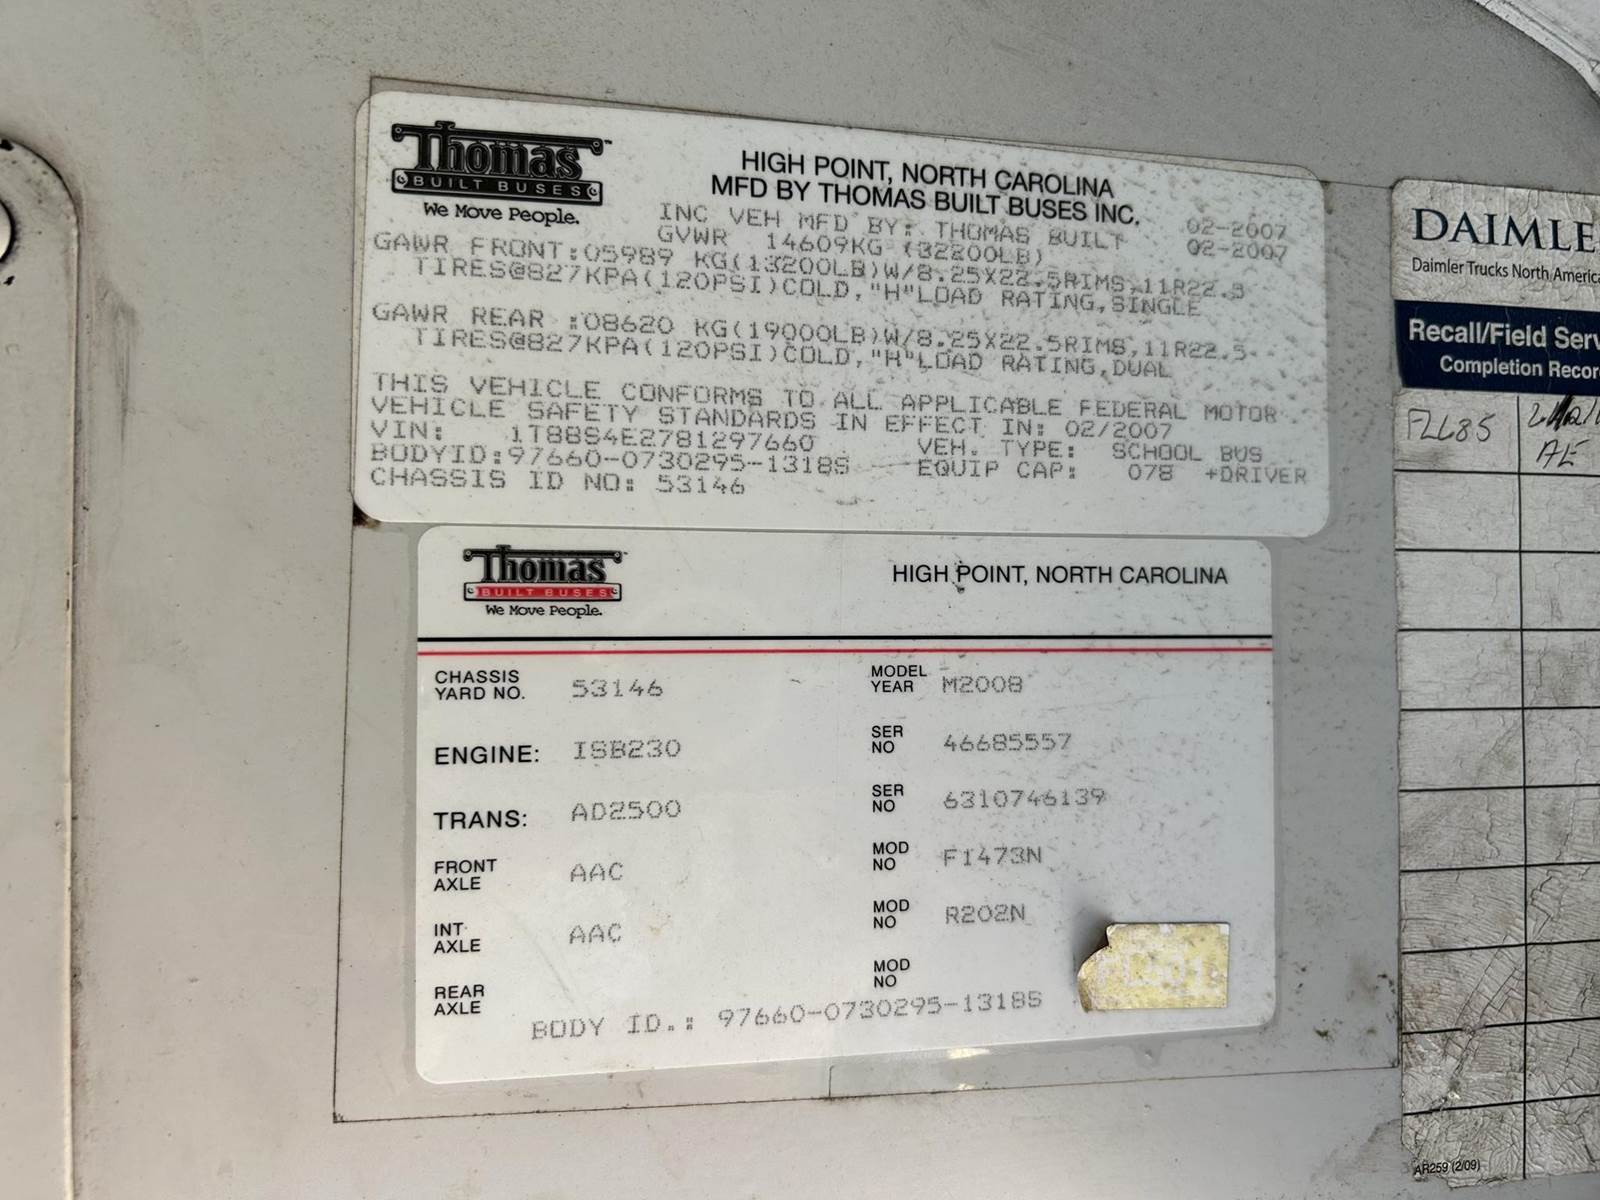 Thomas
BUILT BUSES
We Move People.
HIGH POINT, NORTH CAROLINA
MFD BY THOMAS BUILT BUSES INC.
INC VEH MFD BY: THOMAS BUILT 02-2007
GVWR 14609KG (32200LB) 02-2007
GAWR FRONT:05989 KG(13200LB)W/8.25X22.5RIMS,11R22.5
TIRES@827KPA(120PSI)COLD,"H"LOAD RATING,SINGLE
GAWR REAR :08620 KG(19000LB)W/8.25X22.5RIMS,11R22.5
TIRES@827KPA(120PSI)COLD,"H"LOAD RATING,DUAL
THIS VEHICLE CONFORMS TO ALL APPLICABLE FEDERAL MOTOR
VEHICLE SAFETY STANDARDS IN EFFECT IN: 02/2007
VIN: 1T88S4E2781297660 VEH. TYPE: SCHOOL BUS
BODYID:97660-0730295-1318S EQUIP CAP: 078 +DRIVER
CHASSIS ID NO: 53146
Thomas
BUILT BUSES
We Move People.
HIGH POINT, NORTH CAROLINA
CHASSIS YARD NO. 53146 MODEL YEAR M2008
ENGINE: ISB230 SER NO 46685557
TRANS: AD2500 SER NO 6310746139
FRONT AXLE AAC MOD NO F1473N
INT AXLE AAC MOD NO R202N
REAR AXLE MOD NO
BODY ID.: 97660-0730295-1318S
DAIMLE
Daimler Trucks North America
Recall/Field Serv
Completion Recor
FL685
AE
AR259 (2/09)